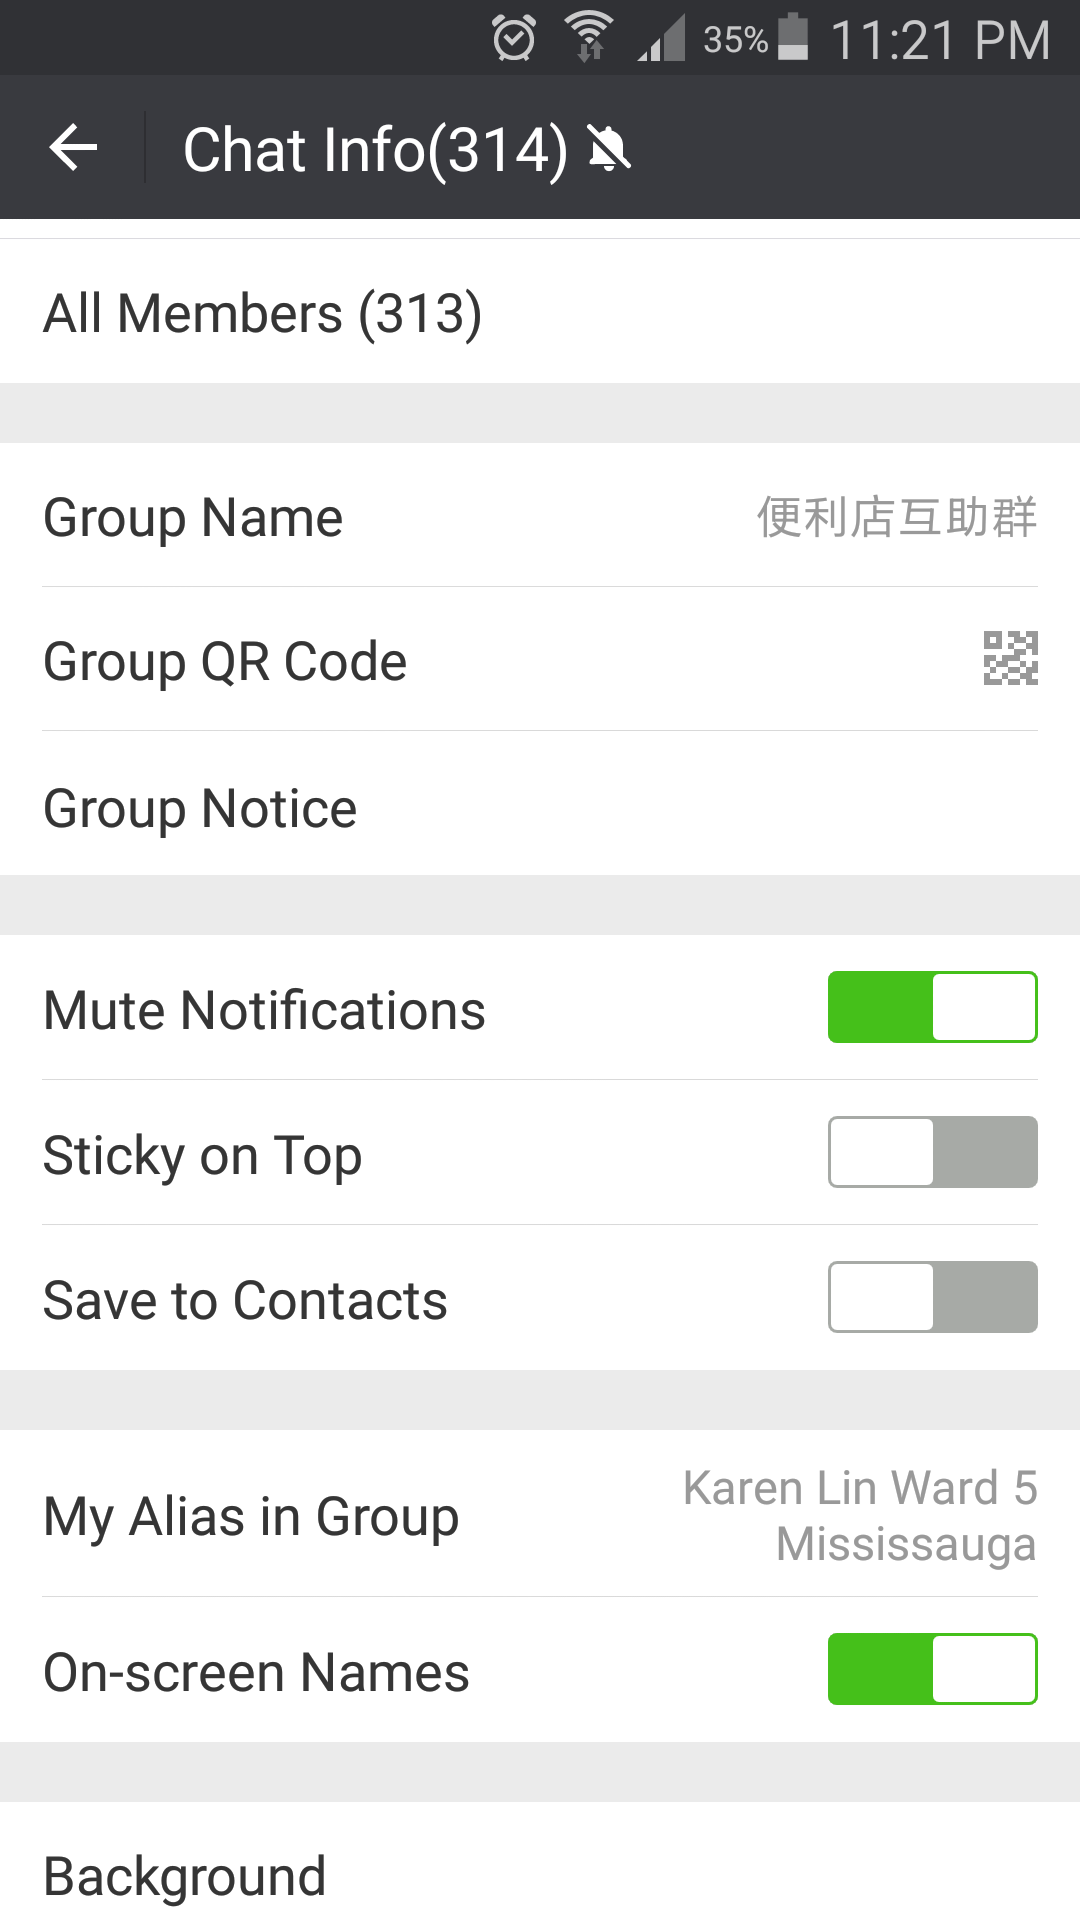 35% 11:21 PM
Chat Info(314)
All Members (313)
Group Name 便利店互助群
Group QR Code
Group Notice
Mute Notifications
Sticky on Top
Save to Contacts
My Alias in Group Karen Lin Ward 5
Mississauga
On-screen Names
Background